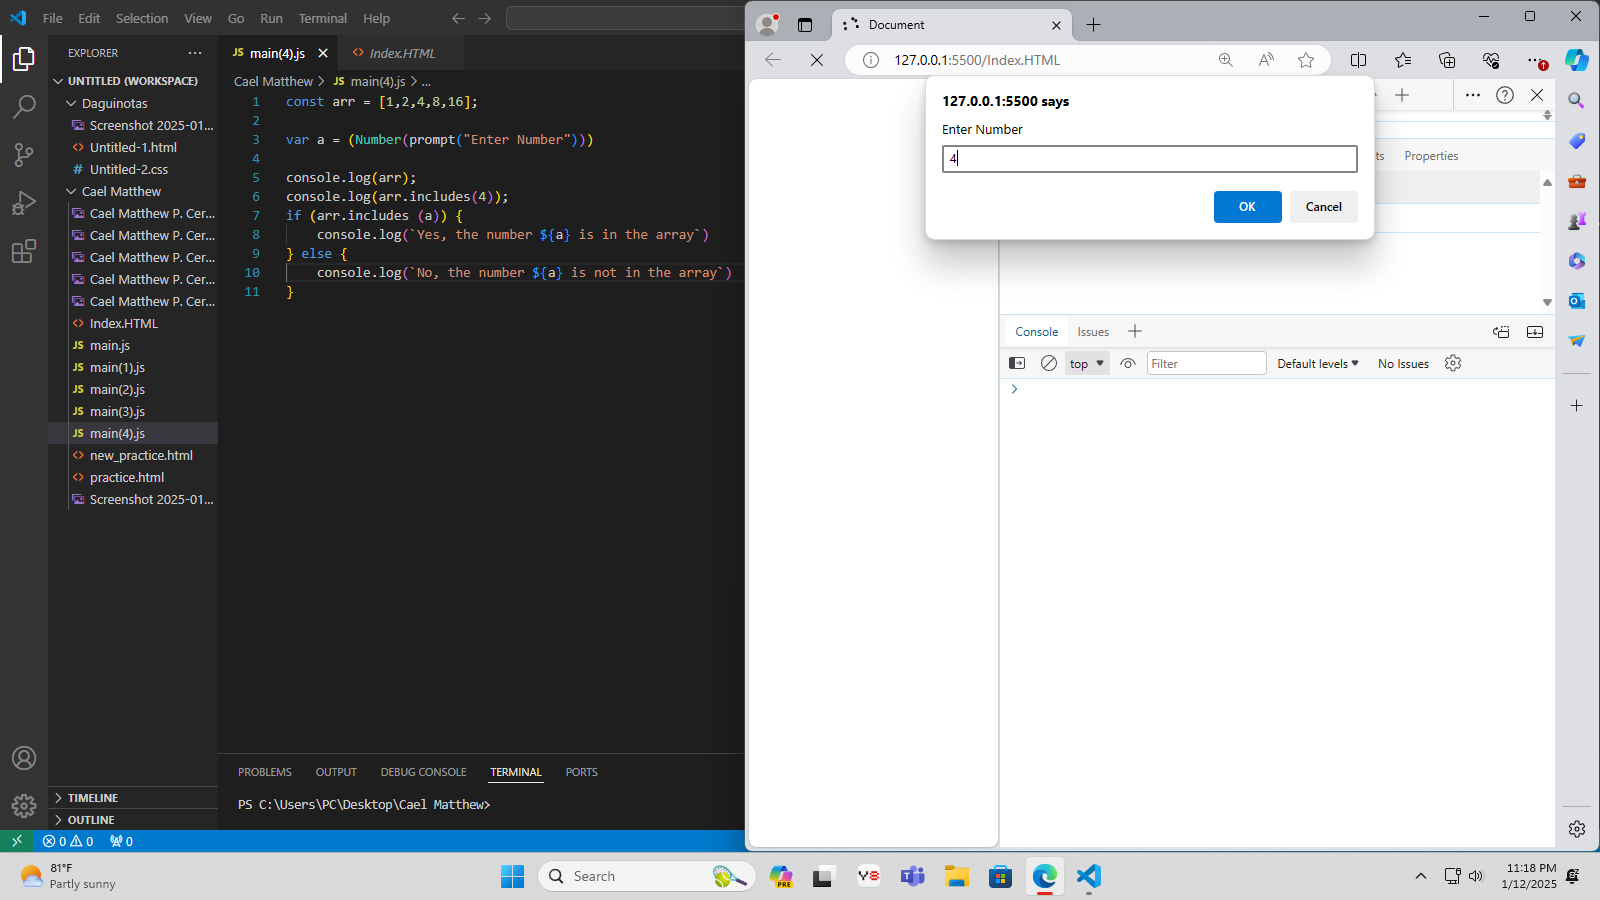 File Edit Selection View Go Run Terminal Help
EXPLORER
UNTITLED (WORKSPACE)
Daguinotas
Screenshot 2025-01...
Untitled-1.html
# Untitled-2.css
Cael Matthew
Cael Matthew P. Cer...
Cael Matthew P. Cer...
Cael Matthew P. Cer...
Cael Matthew P. Cer...
Cael Matthew P. Cer...
<> Index.HTML
JS main.js
JS main(1).js
JS main(2).js
JS main(3).js
JS main(4).js
<> new_practice.html
<> practice.html
Screenshot 2025-01...
TIMELINE
OUTLINE
JS main(4).js
<> Index.HTML
Cael Matthew > JS main(4).js > ...
1 const arr = [1,2,4,8,16];
2
3 var a = (Number(prompt("Enter Number")))
4
5 console.log(arr);
6 console.log(arr.includes(4));
7 if (arr.includes (a)) {
8 console.log(`Yes, the number ${a} is in the array`)
9 } else {
10 console.log(`No, the number ${a} is not in the array`)
11 }
PROBLEMS OUTPUT DEBUG CONSOLE TERMINAL PORTS
PS C:\Users\PC\Desktop\Cael Matthew>
0 0 0
Document
127.0.0.1:5500/Index.HTML
127.0.0.1:5500 says
Enter Number
4
OK Cancel
ts Properties
Console Issues
top Filter Default levels No Issues
81°F
Partly sunny
Search
PRE
11:18 PM
1/12/2025